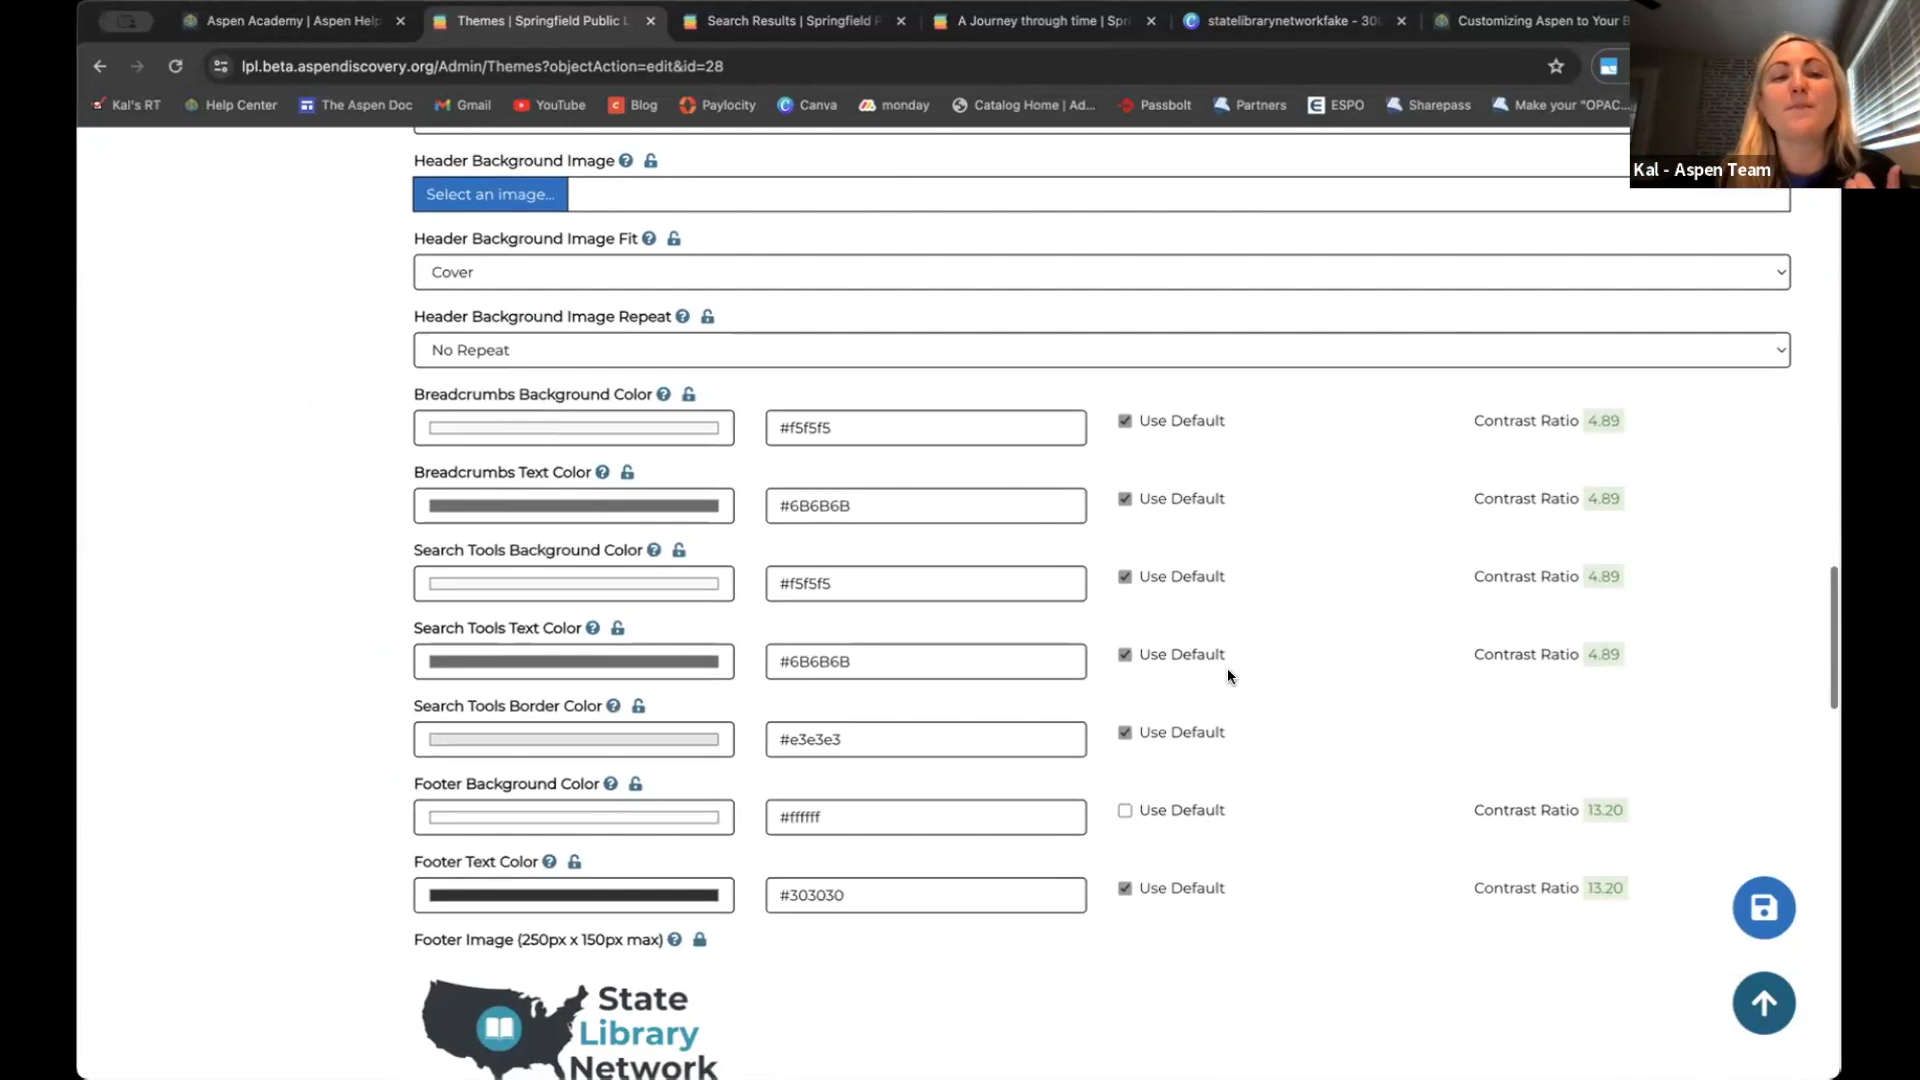 Aspen Academy | Aspen Help
Themes | Springfield Public L
Search Results | Springfield P
A Journey through time | Spri
statelibrarynetworkfake - 300
Customizing Aspen to Your B
lpl.beta.aspendiscovery.org/Admin/Themes?objectAction=edit&id=28
Kal's RT
Help Center
The Aspen Doc
Gmail
YouTube
Blog
Paylocity
Canva
monday
Catalog Home | Ad...
Passbolt
Partners
ESPO
Sharepass
Make your "OPAC...
Kal - Aspen Team
Header Background Image
Select an image...
Header Background Image Fit
Cover
Header Background Image Repeat
No Repeat
Breadcrumbs Background Color
#f5f5f5 Use Default Contrast Ratio 4.89
Breadcrumbs Text Color
#6B6B6B Use Default Contrast Ratio 4.89
Search Tools Background Color
#f5f5f5 Use Default Contrast Ratio 4.89
Search Tools Text Color
#6B6B6B Use Default Contrast Ratio 4.89
Search Tools Border Color
#e3e3e3 Use Default
Footer Background Color
#ffffff Use Default Contrast Ratio 13.20
Footer Text Color
#303030 Use Default Contrast Ratio 13.20
Footer Image (250px x 150px max)
State
Library
Network